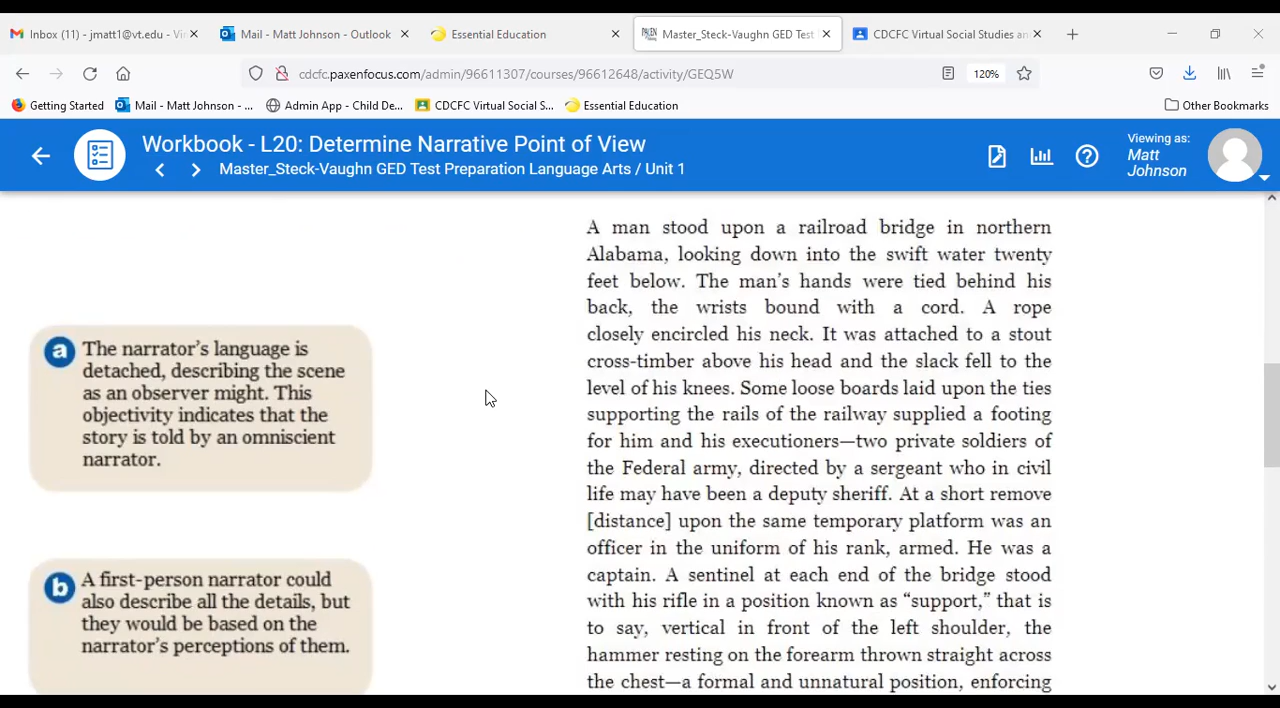 Inbox (11) - jmatt1@vt.edu - Vi
Mail - Matt Johnson - Outlook
Essential Education
PAXEN
Master_Steck-Vaughn GED Test
CDCFC Virtual Social Studies an
cdcfc.paxenfocus.com/admin/96611307/courses/96612648/activity/GEQ5W
120%
Getting Started
Mail - Matt Johnson - ...
Admin App - Child De...
CDCFC Virtual Social S...
Essential Education
Other Bookmarks
Workbook - L20: Determine Narrative Point of View
Master_Steck-Vaughn GED Test Preparation Language Arts / Unit 1
Viewing as:
Matt
Johnson
a
The narrator's language is
detached, describing the scene
as an observer might. This
objectivity indicates that the
story is told by an omniscient
narrator.
b
A first-person narrator could
also describe all the details, but
they would be based on the
narrator's perceptions of them.
A man stood upon a railroad bridge in northern
Alabama, looking down into the swift water twenty
feet below. The man's hands were tied behind his
back, the wrists bound with a cord. A rope
closely encircled his neck. It was attached to a stout
cross-timber above his head and the slack fell to the
level of his knees. Some loose boards laid upon the ties
supporting the rails of the railway supplied a footing
for him and his executioners—two private soldiers of
the Federal army, directed by a sergeant who in civil
life may have been a deputy sheriff. At a short remove
[distance] upon the same temporary platform was an
officer in the uniform of his rank, armed. He was a
captain. A sentinel at each end of the bridge stood
with his rifle in a position known as “support,” that is
to say, vertical in front of the left shoulder, the
hammer resting on the forearm thrown straight across
the chest—a formal and unnatural position, enforcing